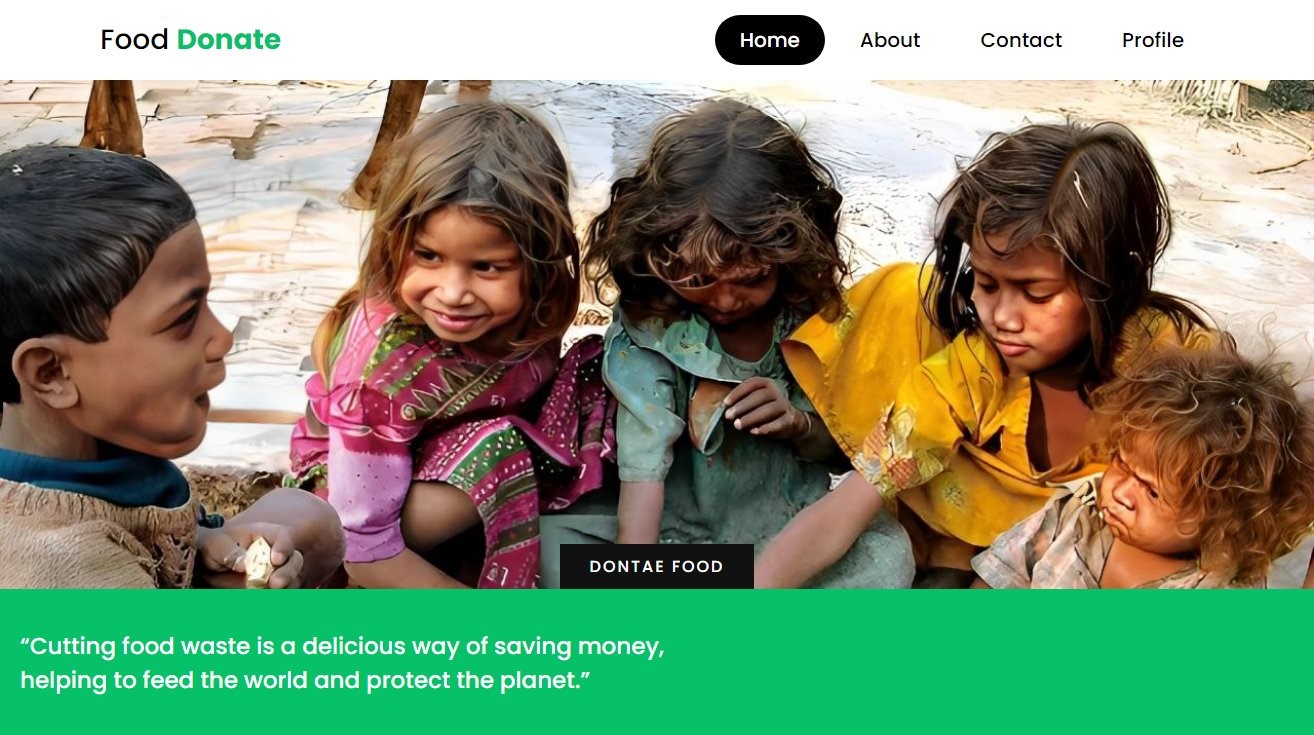 Food Donate
Home
About
Contact
Profile
DONTAE FOOD
“Cutting food waste is a delicious way of saving money,
helping to feed the world and protect the planet.”